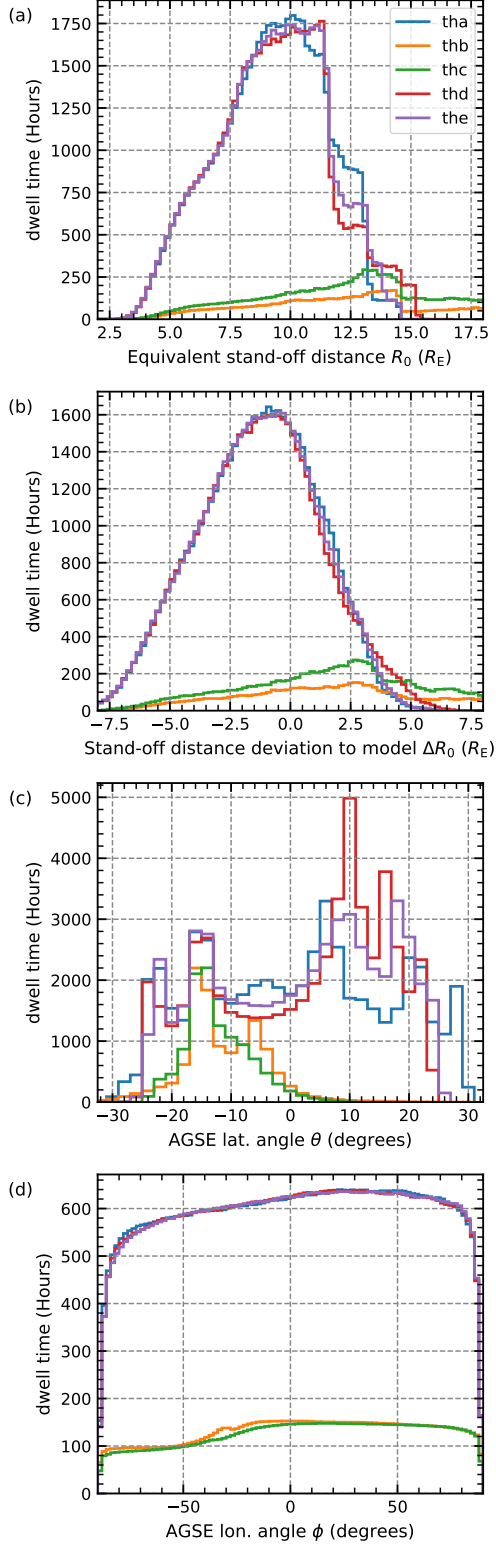 (a)
1750
1500
1250
1000
750
500
250
0
dwell time (Hours)
tha
thb
thc
thd
the
2.5 5.0 7.5 10.0 12.5 15.0 17.5
Equivalent stand-off distance R₀ (R_E)
(b)
1600
1400
1200
1000
800
600
400
200
0
dwell time (Hours)
−7.5 −5.0 −2.5 0.0 2.5 5.0 7.5
Stand-off distance deviation to model ΔR₀ (R_E)
(c)
5000
4000
3000
2000
1000
0
dwell time (Hours)
−30 −20 −10 0 10 20 30
AGSE lat. angle θ (degrees)
(d)
600
500
400
300
200
100
0
dwell time (Hours)
−50 0 50
AGSE lon. angle ϕ (degrees)